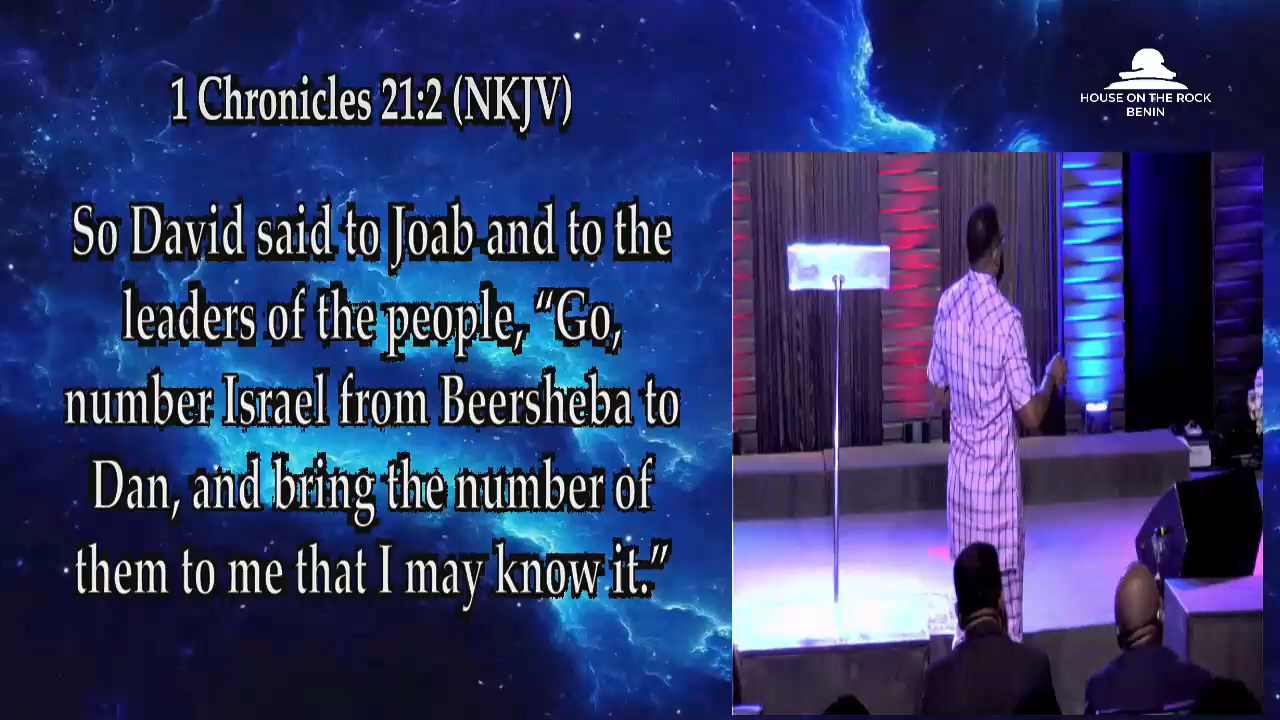 1 Chronicles 21:2 (NKJV)
So David said to Joab and to the
leaders of the people, “Go,
number Israel from Beersheba to
Dan, and bring the number of
them to me that I may know it.”
HOUSE ON THE ROCK
BENIN